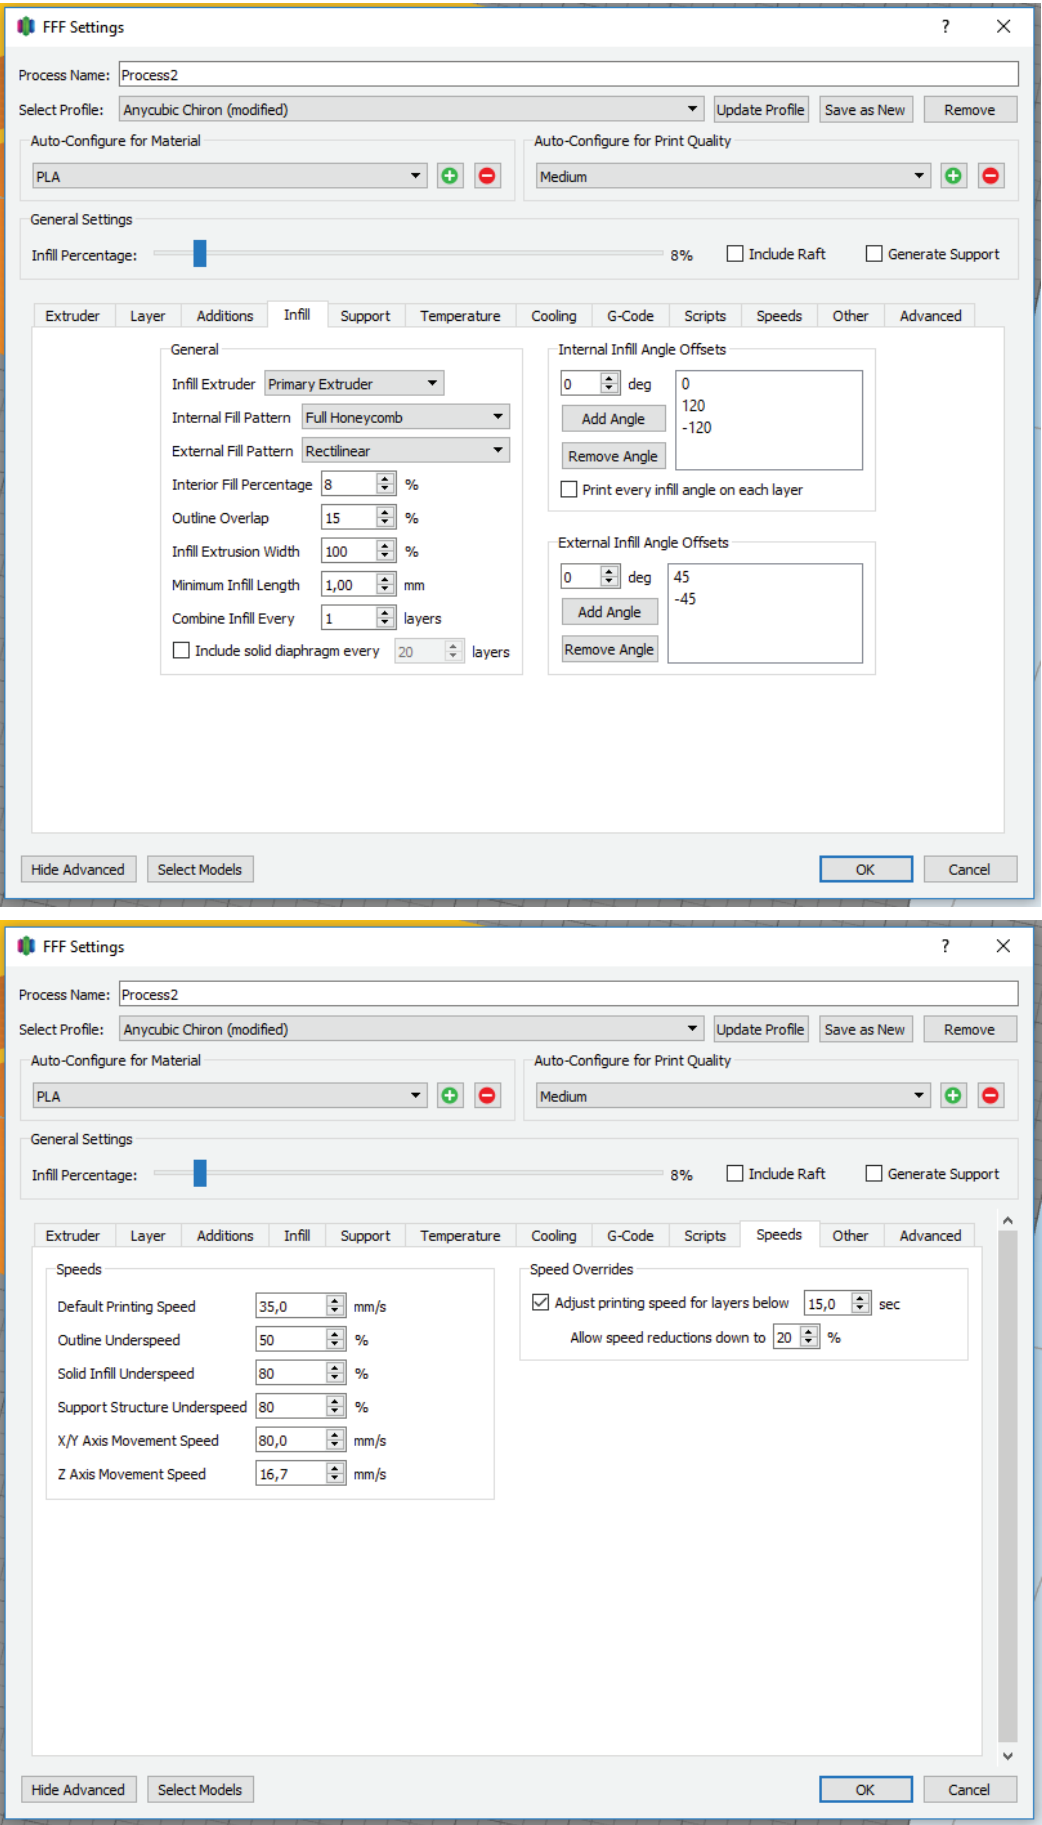 FFF Settings
?
Process Name: Process2
Select Profile: Anycubic Chiron (modified) Update Profile Save as New Remove
Auto-Configure for Material Auto-Configure for Print Quality
PLA Medium
General Settings
Infill Percentage: 8% Include Raft Generate Support
Extruder Layer Additions Infill Support Temperature Cooling G-Code Scripts Speeds Other Advanced
General
Infill Extruder Primary Extruder
Internal Fill Pattern Full Honeycomb
External Fill Pattern Rectilinear
Interior Fill Percentage 8 %
Outline Overlap 15 %
Infill Extrusion Width 100 %
Minimum Infill Length 1,00 mm
Combine Infill Every 1 layers
Include solid diaphragm every 20 layers
Internal Infill Angle Offsets
0 deg 0
120
Add Angle
-120
Remove Angle
Print every infill angle on each layer
External Infill Angle Offsets
0 deg 45
-45
Add Angle
Remove Angle
Hide Advanced Select Models OK Cancel
FFF Settings
?
Process Name: Process2
Select Profile: Anycubic Chiron (modified) Update Profile Save as New Remove
Auto-Configure for Material Auto-Configure for Print Quality
PLA Medium
General Settings
Infill Percentage: 8% Include Raft Generate Support
Extruder Layer Additions Infill Support Temperature Cooling G-Code Scripts Speeds Other Advanced
Speeds
Default Printing Speed 35,0 mm/s
Outline Underspeed 50 %
Solid Infill Underspeed 80 %
Support Structure Underspeed 80 %
X/Y Axis Movement Speed 80,0 mm/s
Z Axis Movement Speed 16,7 mm/s
Speed Overrides
Adjust printing speed for layers below 15,0 sec
Allow speed reductions down to 20 %
Hide Advanced Select Models OK Cancel